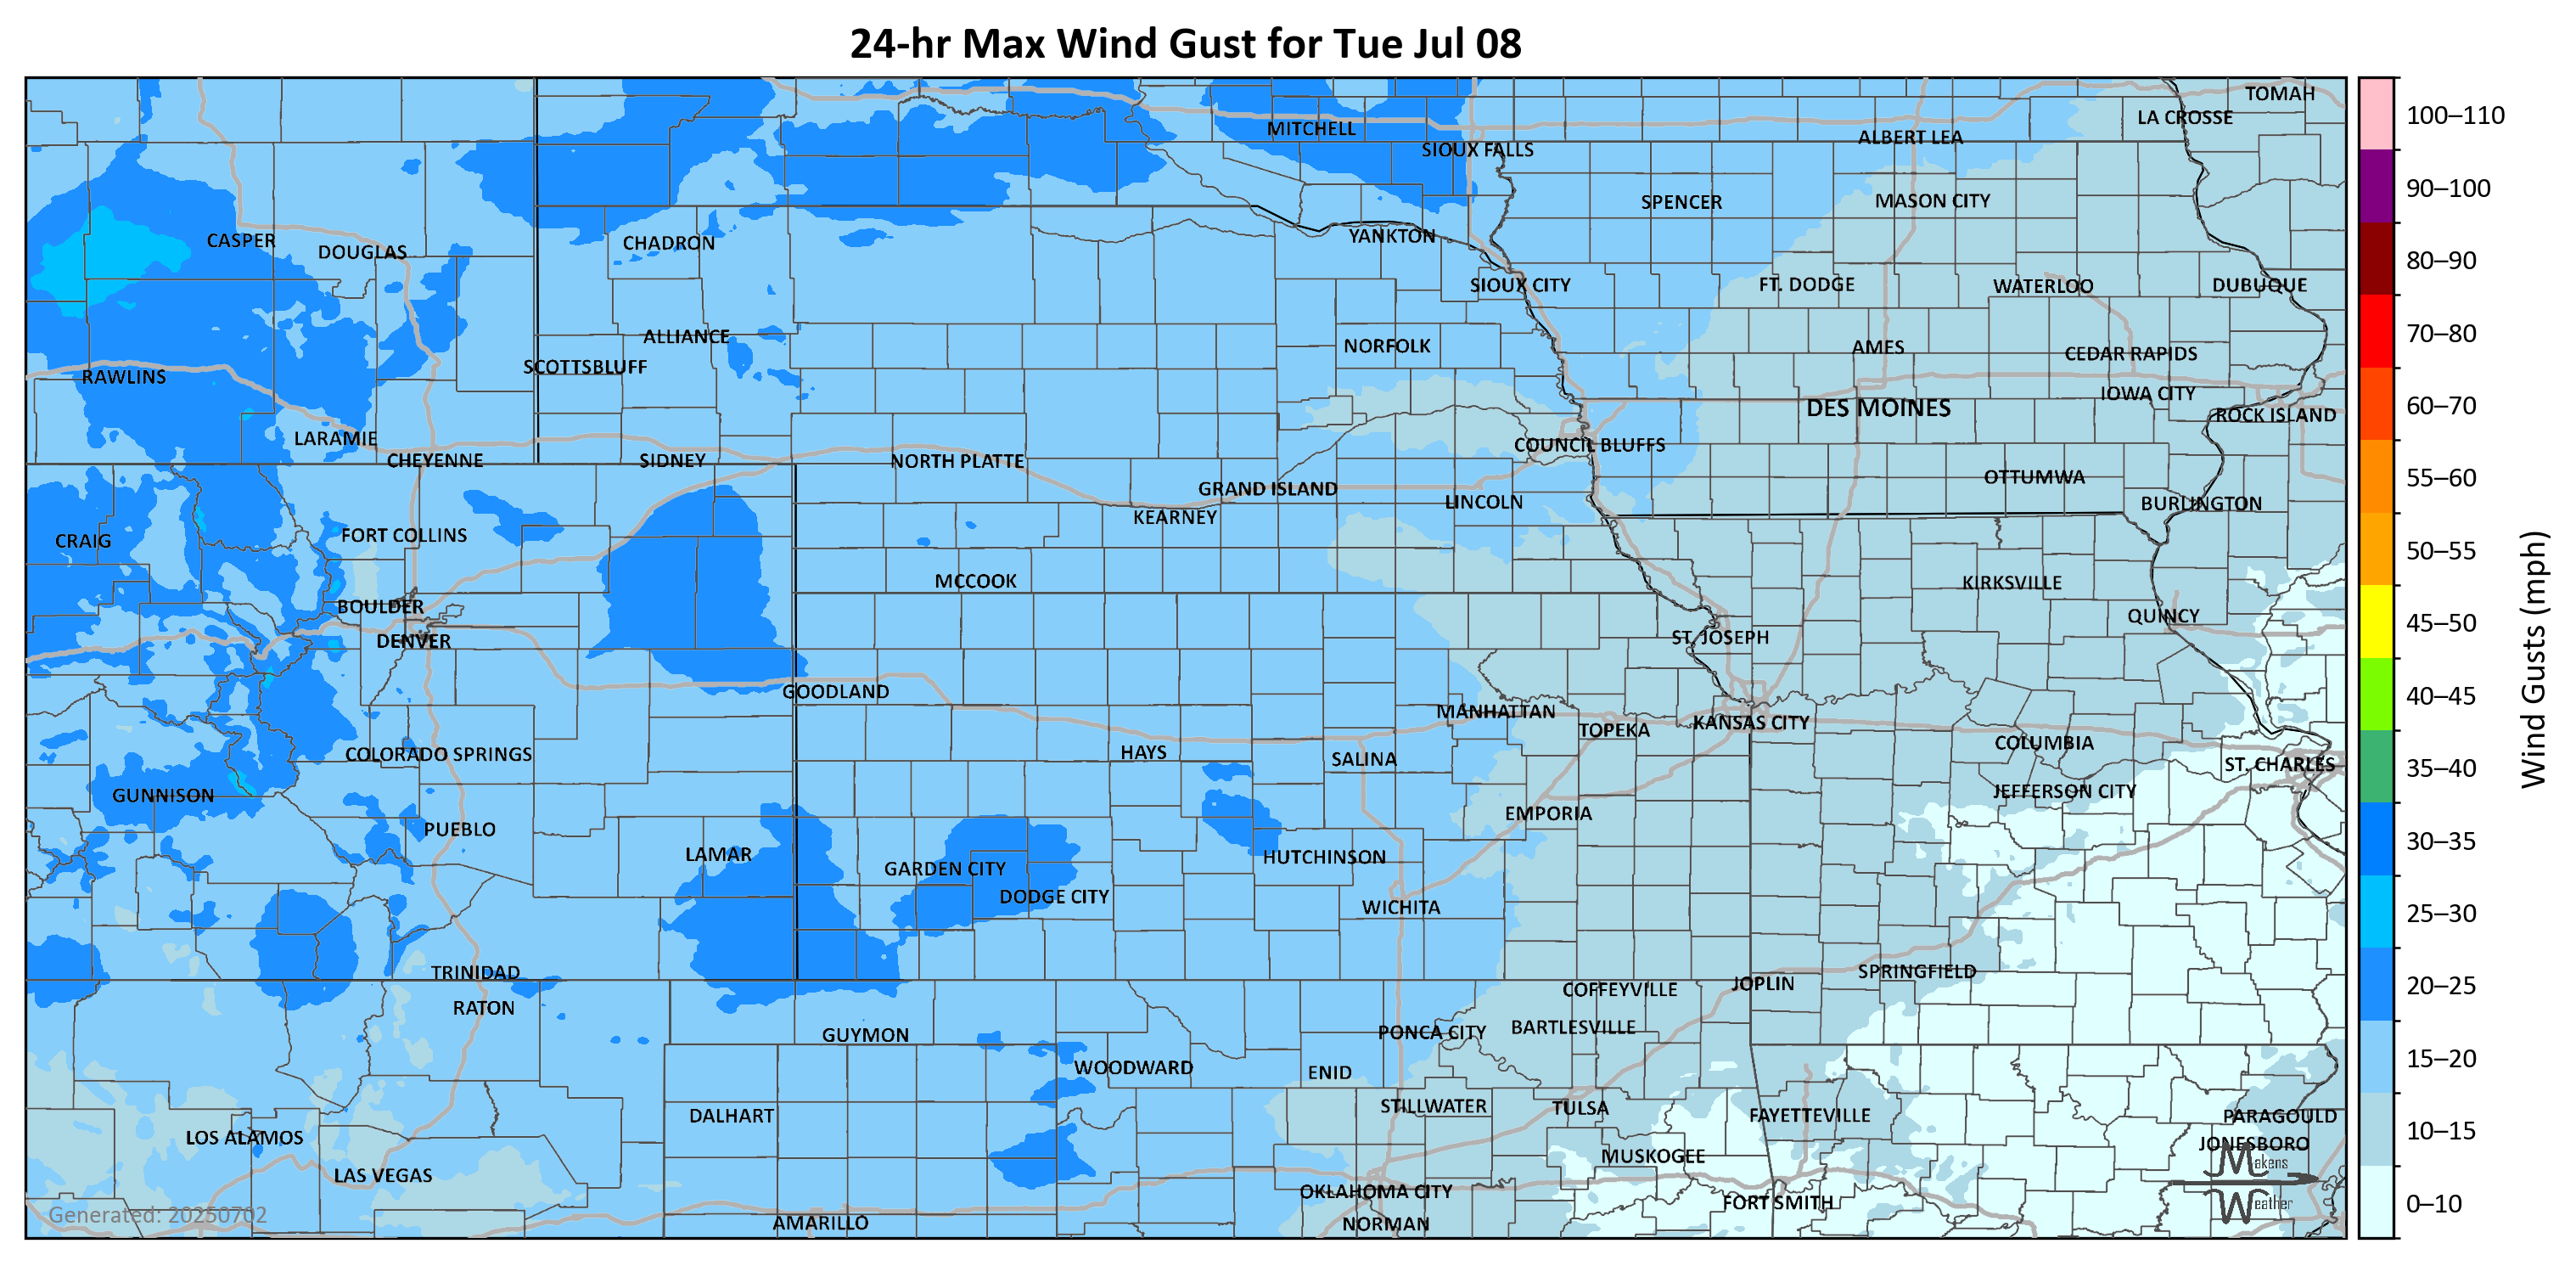 24-hr Max Wind Gust for Tue Jul 08
TOMAH
LA CROSSE
MITCHELL
ALBERT LEA
SIOUX FALLS
SPENCER
MASON CITY
CASPER
DOUGLAS
CHADRON
YANKTON
SIOUX CITY
FT. DODGE
WATERLOO
DUBUQUE
ALLIANCE
NORFOLK
AMES
CEDAR RAPIDS
SCOTTSBLUFF
RAWLINS
IOWA CITY
DES MOINES
ROCK ISLAND
LARAMIE
COUNCIL BLUFFS
CHEYENNE
SIDNEY
NORTH PLATTE
OTTUMWA
GRAND ISLAND
LINCOLN
BURLINGTON
KEARNEY
CRAIG
FORT COLLINS
MCCOOK
KIRKSVILLE
BOULDER
QUINCY
DENVER
ST. JOSEPH
GOODLAND
MANHATTAN
TOPEKA
KANSAS CITY
COLUMBIA
COLORADO SPRINGS
HAYS
SALINA
ST. CHARLES
GUNNISON
JEFFERSON CITY
EMPORIA
PUEBLO
LAMAR
HUTCHINSON
GARDEN CITY
DODGE CITY
WICHITA
TRINIDAD
SPRINGFIELD
JOPLIN
COFFEYVILLE
RATON
GUYMON
PONCA CITY
BARTLESVILLE
WOODWARD
ENID
DALHART
STILLWATER
TULSA
FAYETTEVILLE
PARAGOULD
LOS ALAMOS
JONESBORO
LAS VEGAS
MUSKOGEE
OKLAHOMA CITY
FORT SMITH
AMARILLO
NORMAN
Makens
Weather
Generated: 20250702
100–110
90–100
80–90
70–80
60–70
55–60
50–55
45–50
40–45
35–40
30–35
25–30
20–25
15–20
10–15
0–10
Wind Gusts (mph)